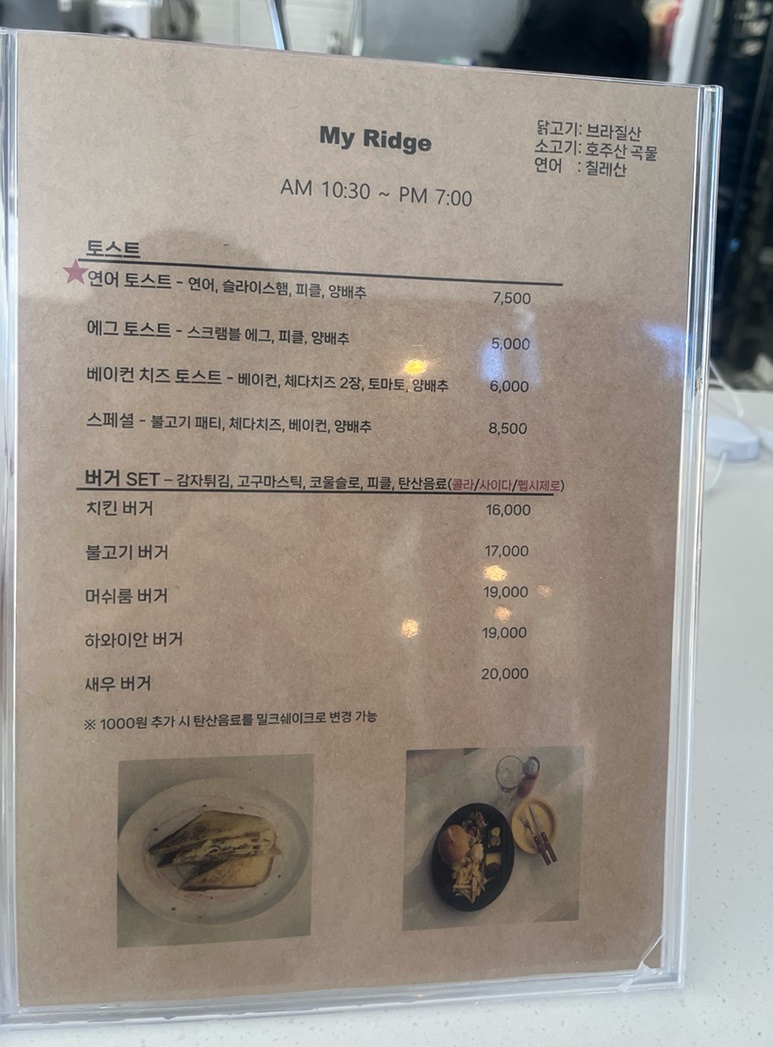 My Ridge
닭고기: 브라질산
소고기: 호주산 곡물
연어 : 칠레산
AM 10:30 ~ PM 7:00
토스트
연어 토스트 - 연어, 슬라이스햄, 피클, 양배추 7,500
에그 토스트 - 스크램블 에그, 피클, 양배추 5,000
베이컨 치즈 토스트 - 베이컨, 체다치즈 2장, 토마토, 양배추 6,000
스페셜 - 불고기 패티, 체다치즈, 베이컨, 양배추 8,500
버거 SET - 감자튀김, 고구마스틱, 코울슬로, 피클, 탄산음료(콜라/사이다/펩시제로)
치킨 버거 16,000
불고기 버거 17,000
머쉬룸 버거 19,000
하와이안 버거 19,000
새우 버거 20,000
※ 1000원 추가 시 탄산음료를 밀크쉐이크로 변경 가능